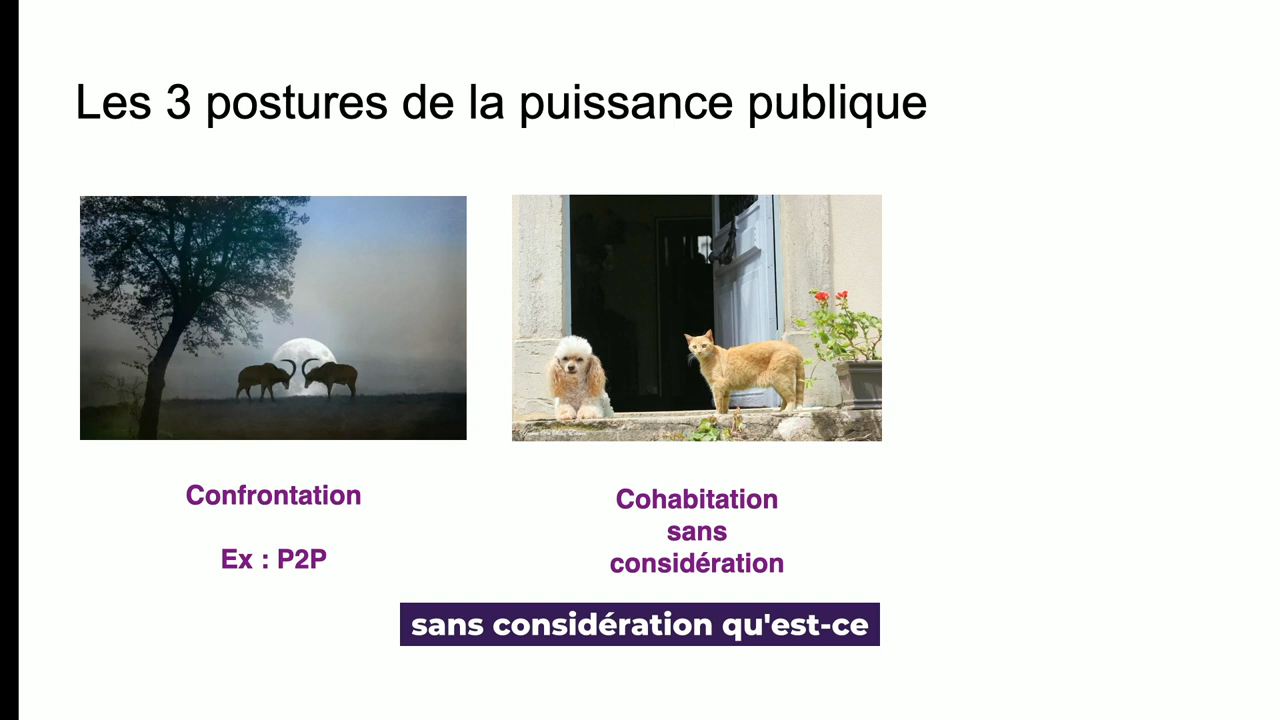 Les 3 postures de la puissance publique
Confrontation
Ex : P2P
Cohabitation
sans
considération
sans considération qu'est-ce